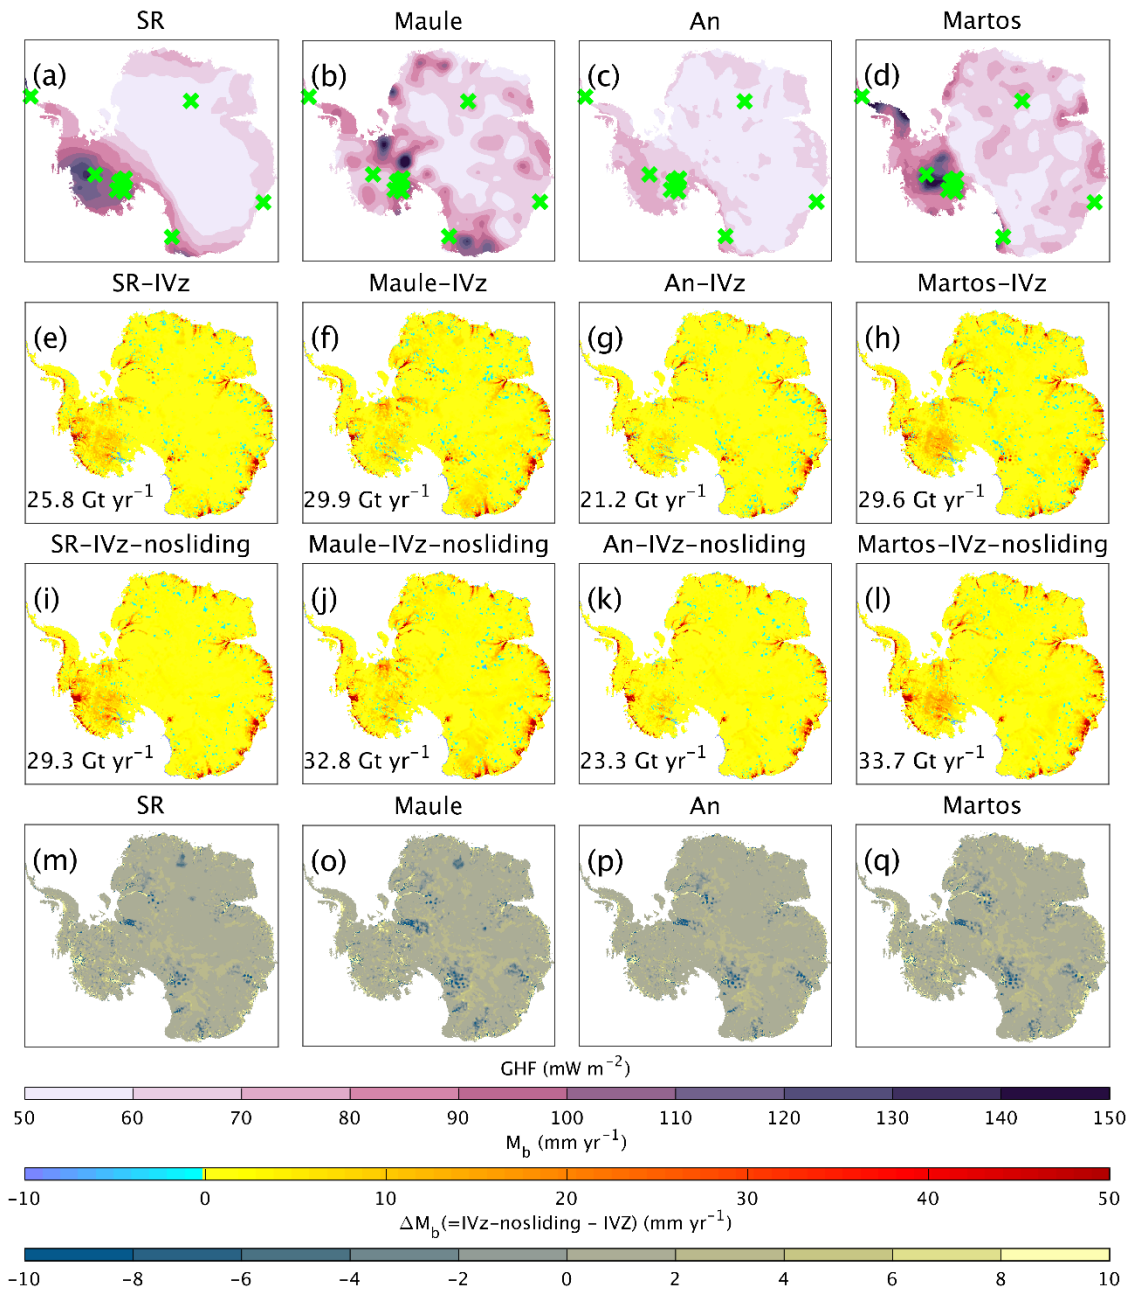 SR Maule An Martos
(a) (b) (c) (d)
SR-IVz Maule-IVz An-IVz Martos-IVz
(e) (f) (g) (h)
25.8 Gt yr⁻¹ 29.9 Gt yr⁻¹ 21.2 Gt yr⁻¹ 29.6 Gt yr⁻¹
SR-IVz-nosliding Maule-IVz-nosliding An-IVz-nosliding Martos-IVz-nosliding
(i) (j) (k) (l)
29.3 Gt yr⁻¹ 32.8 Gt yr⁻¹ 23.3 Gt yr⁻¹ 33.7 Gt yr⁻¹
SR Maule An Martos
(m) (o) (p) (q)
GHF (mW m⁻²)
50 60 70 80 90 100 110 120 130 140 150
M_b (mm yr⁻¹)
-10 0 10 20 30 40 50
ΔM_b(=IVz-nosliding - IVZ) (mm yr⁻¹)
-10 -8 -6 -4 -2 0 2 4 6 8 10